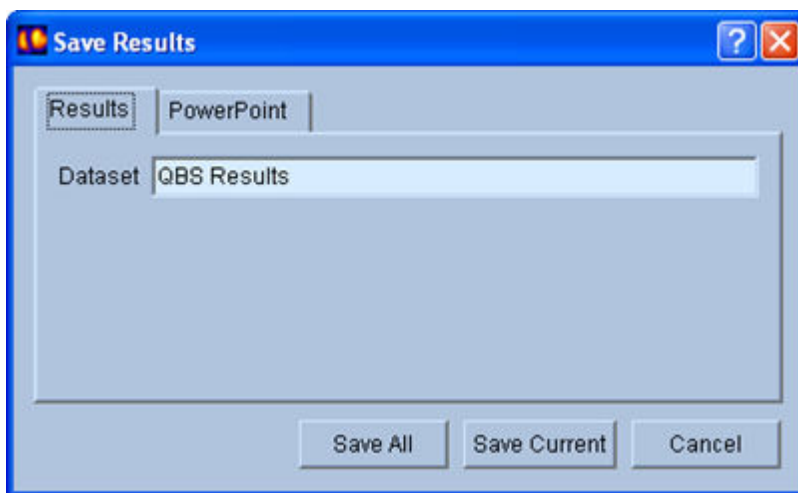 Save Results
Results PowerPoint
Dataset QBS Results
Save All Save Current Cancel